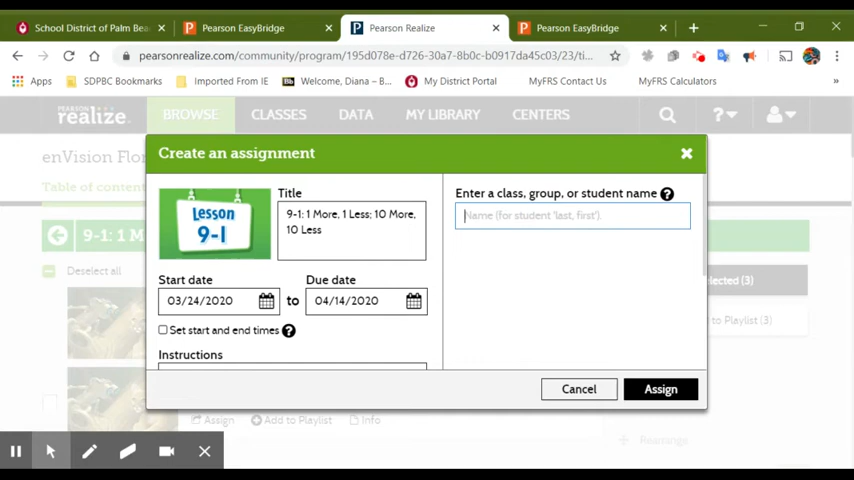 School District of Palm Bea
Pearson EasyBridge
Pearson Realize
Pearson EasyBridge
pearsonrealize.com/community/program/195d078e-d726-30a7-8b0c-b0917da45c03/23/ti...
Apps
SDPBC Bookmarks
Imported From IE
Welcome, Diana – B...
My District Portal
MyFRS Contact Us
MyFRS Calculators
PEARSON
realize
BROWSE
CLASSES
DATA
MY LIBRARY
CENTERS
enVision Flor
Table of content
Create an assignment
Lesson
9-1
Title
9-1: 1 More, 1 Less; 10 More,
10 Less
Enter a class, group, or student name
Name (for student 'last, first').
9-1: 1 M
Deselect all
elected (3)
to Playlist (3)
Start date
Due date
03/24/2020
to
04/14/2020
Set start and end times
Instructions
Cancel
Assign
Assign
Add to Playlist
Info
Rearrange